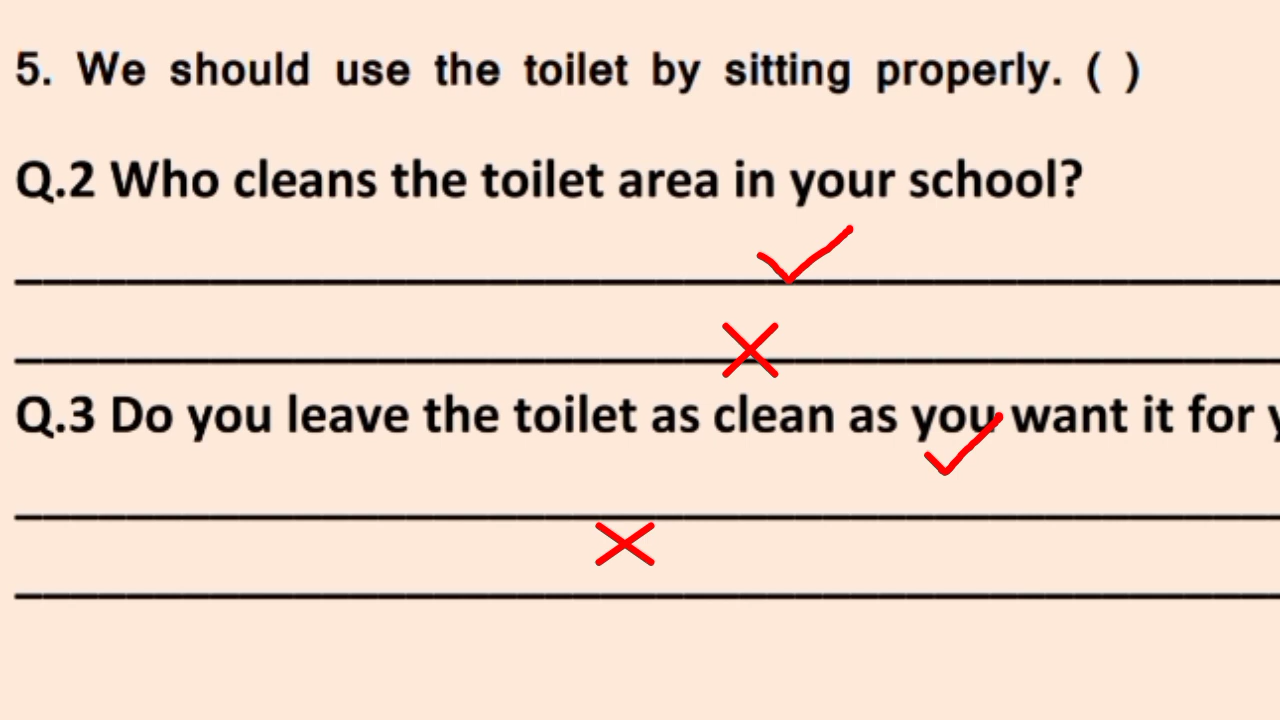 5. We should use the toilet by sitting properly. ( )
Q.2 Who cleans the toilet area in your school?
Q.3 Do you leave the toilet as clean as you want it for